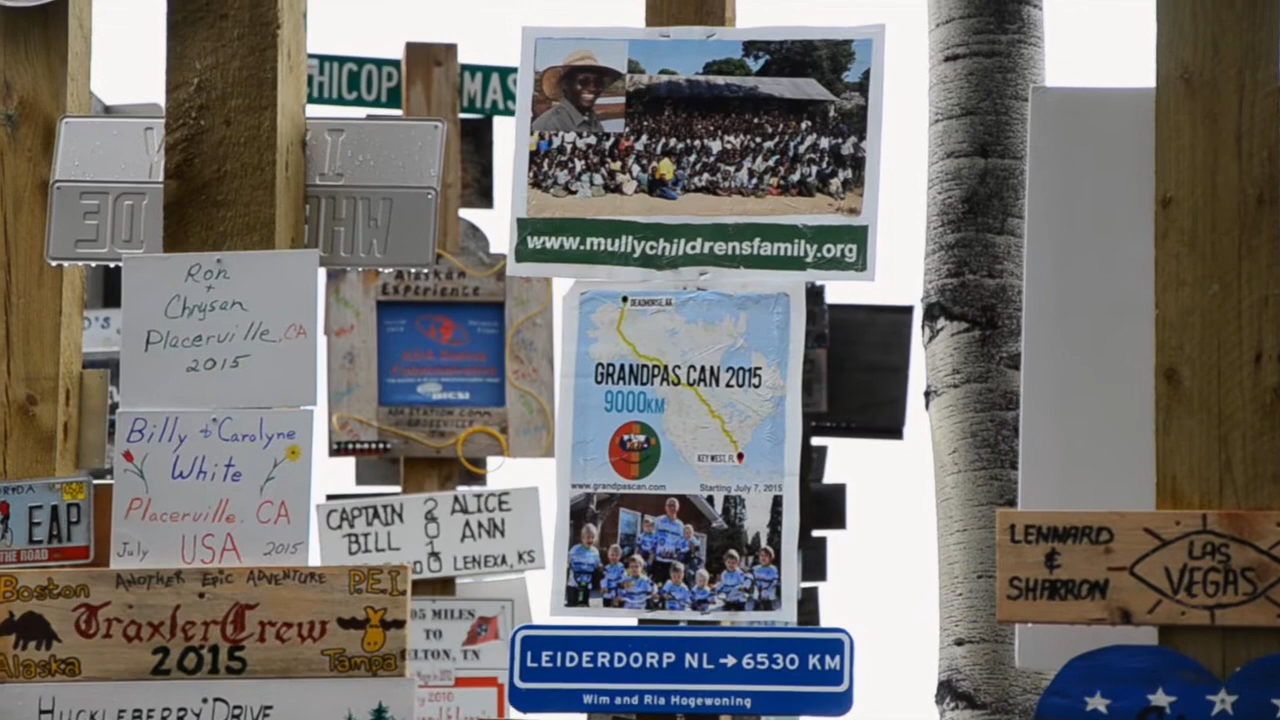 HICOP
MAS
www.mullychildrensfamily.org
Ron
+
Chrysan
Placerville, CA
2015
Alaskan
Experience
DEADHORSE, AK
GRANDPAS CAN 2015
9000KM
KEY WEST, FL
www.grandpascan.com
Starting July 7, 2015
Billy & Carolyne
White
Placerville. CA
July USA 2015
EAP
THE ROAD
CAPTAIN BILL
2010
ALICE ANN
LENEXA, KS
Boston ANOTHER EPIC ADVENTURE P.E.I.
TraxlerCrew
2015
Alaska Tampa
HUCKLEBERRY DRIVE
05 MILES
TO
ELTON, TN
2010
LEIDERDORP NL→6530 KM
Wim and Ria Hogewoning
LENNARD
&
SHARRON
LAS
VEGAS